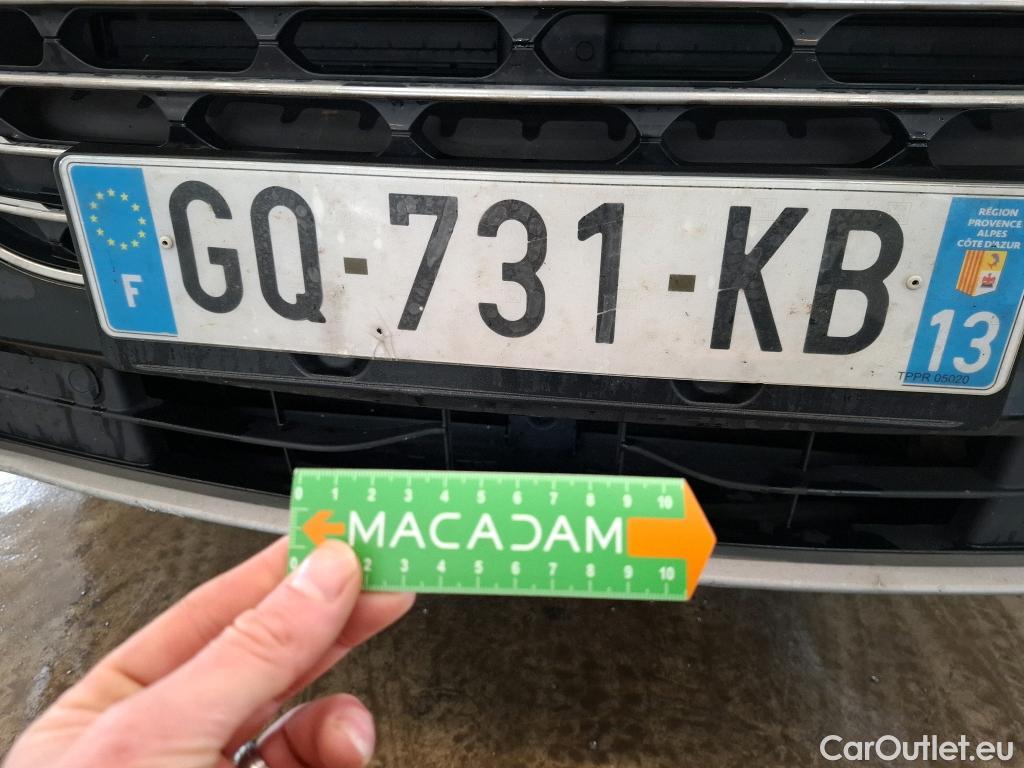 F
GQ-731-KB
RÉGION
PROVENCE
ALPES
CÔTE D'AZUR
13
TPPR 05020
0 1 2 3 4 5 6 7 8 9 10
MACADAM
0 2 3 4 5 6 7 8 9 10
CarOutlet.eu